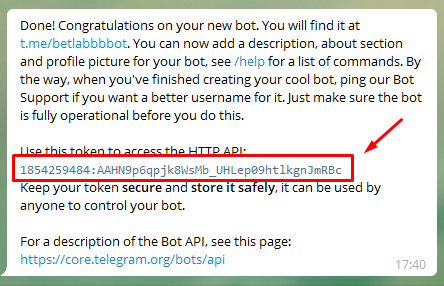 Done! Congratulations on your new bot. You will find it at
t.me/betlabbbbot. You can now add a description, about section
and profile picture for your bot, see /help for a list of commands. By
the way, when you've finished creating your cool bot, ping our Bot
Support if you want a better username for it. Just make sure the bot
is fully operational before you do this.
Use this token to access the HTTP API:
1854259484:AAHN9p6qpjk8WsMb_UHLep09htlkgnJmRBc
Keep your token secure and store it safely, it can be used by
anyone to control your bot.
For a description of the Bot API, see this page:
https://core.telegram.org/bots/api
17:40